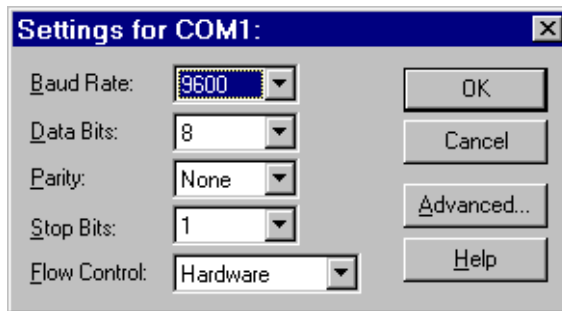 Settings for COM1:
Baud Rate: 9600
Data Bits: 8
Parity: None
Stop Bits: 1
Flow Control: Hardware
OK
Cancel
Advanced...
Help